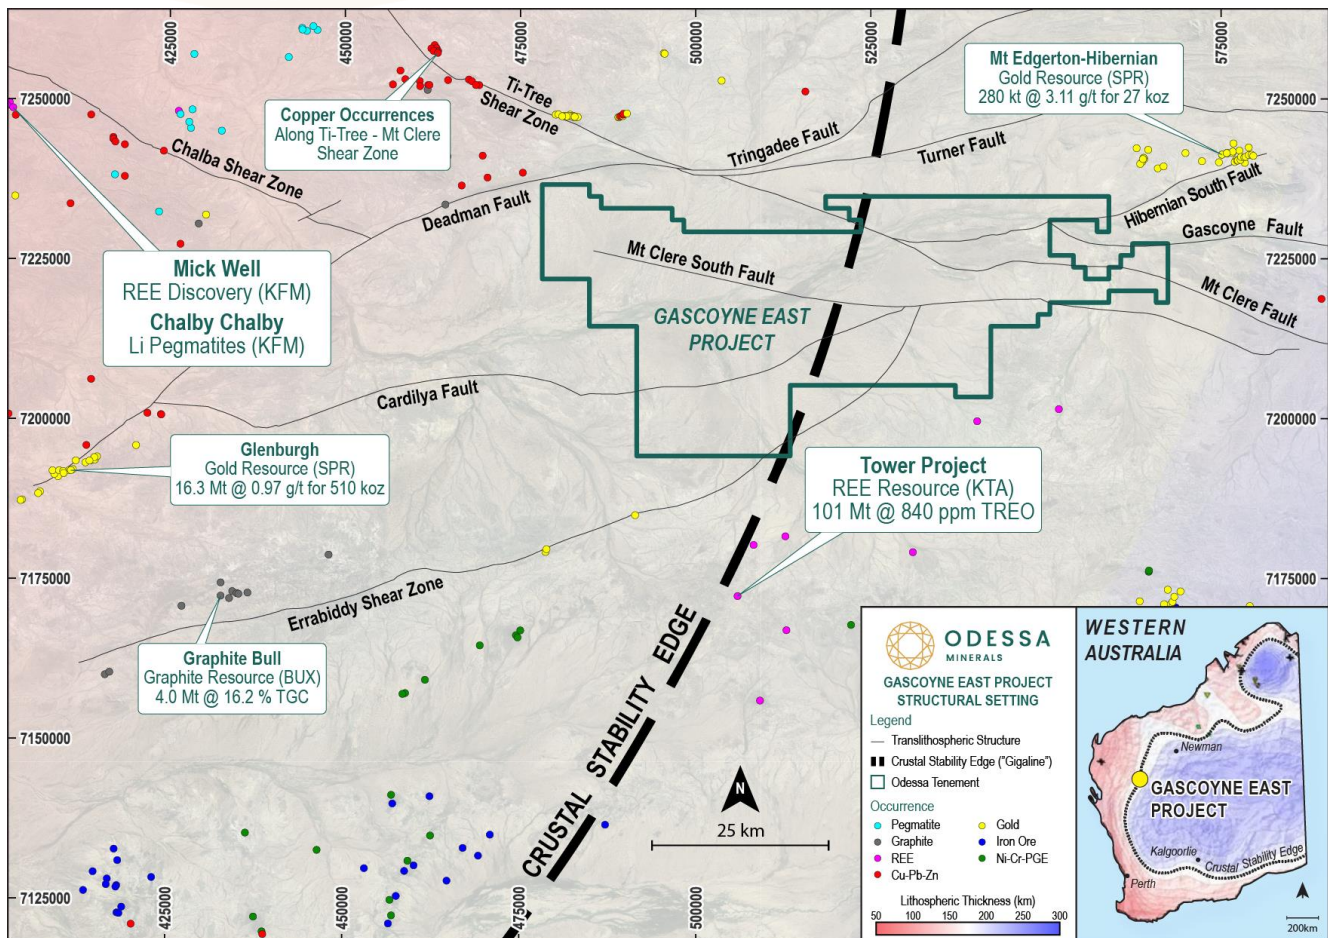 425000
450000
475000
500000
525000
575000
7250000
7225000
7200000
7175000
7150000
7125000
7250000
7225000
7200000
7175000
425000
450000
475000
500000
Mt Edgerton-Hibernian
Gold Resource (SPR)
280 kt @ 3.11 g/t for 27 koz
Copper Occurrences
Along Ti-Tree - Mt Clere
Shear Zone
Ti-Tree
Shear Zone
Chalba Shear Zone
Tringadee Fault
Turner Fault
Deadman Fault
Hibernian South Fault
Gascoyne Fault
Mt Clere South Fault
Mt Clere Fault
Mick Well
REE Discovery (KFM)
Chalby Chalby
Li Pegmatites (KFM)
GASCOYNE EAST
PROJECT
Cardilya Fault
Glenburgh
Gold Resource (SPR)
16.3 Mt @ 0.97 g/t for 510 koz
Tower Project
REE Resource (KTA)
101 Mt @ 840 ppm TREO
Errabiddy Shear Zone
Graphite Bull
Graphite Resource (BUX)
4.0 Mt @ 16.2 % TGC
CRUSTAL STABILITY EDGE
N
25 km
ODESSA
MINERALS
GASCOYNE EAST PROJECT
STRUCTURAL SETTING
Legend
Translithospheric Structure
Crustal Stability Edge ("Gigaline")
Odessa Tenement
Occurrence
Pegmatite
Graphite
REE
Cu-Pb-Zn
Gold
Iron Ore
Ni-Cr-PGE
Lithospheric Thickness (km)
50 100 150 200 250 300
WESTERN
AUSTRALIA
Newman
GASCOYNE EAST
PROJECT
Kalgoorlie
Crustal Stability Edge
Perth
200km